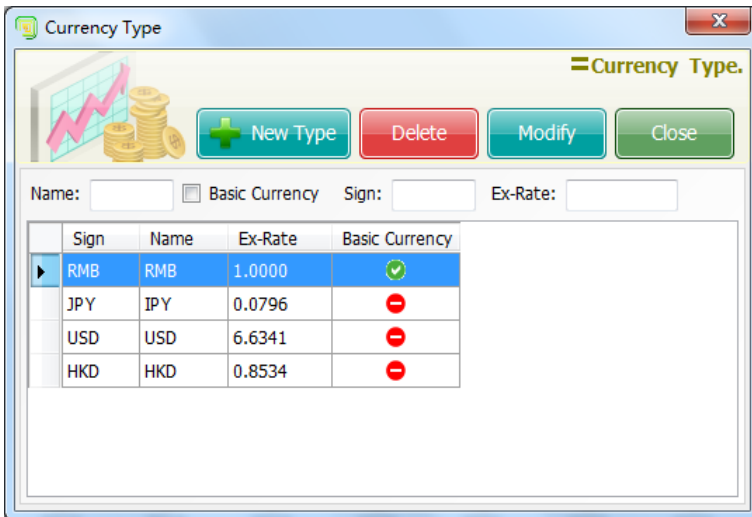 Currency Type
=Currency Type.
New Type Delete Modify Close
Name: Basic Currency Sign: Ex-Rate:
Sign Name Ex-Rate Basic Currency
RMB RMB 1.0000
JPY IPY 0.0796
USD USD 6.6341
HKD HKD 0.8534